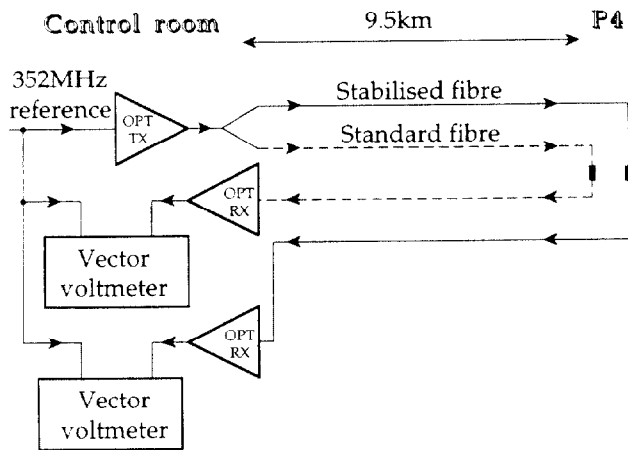 Control room
9.5km
P4
352MHz
reference
OPT
TX
Stabilised fibre
Standard fibre
OPT
RX
Vector
voltmeter
OPT
RX
Vector
voltmeter